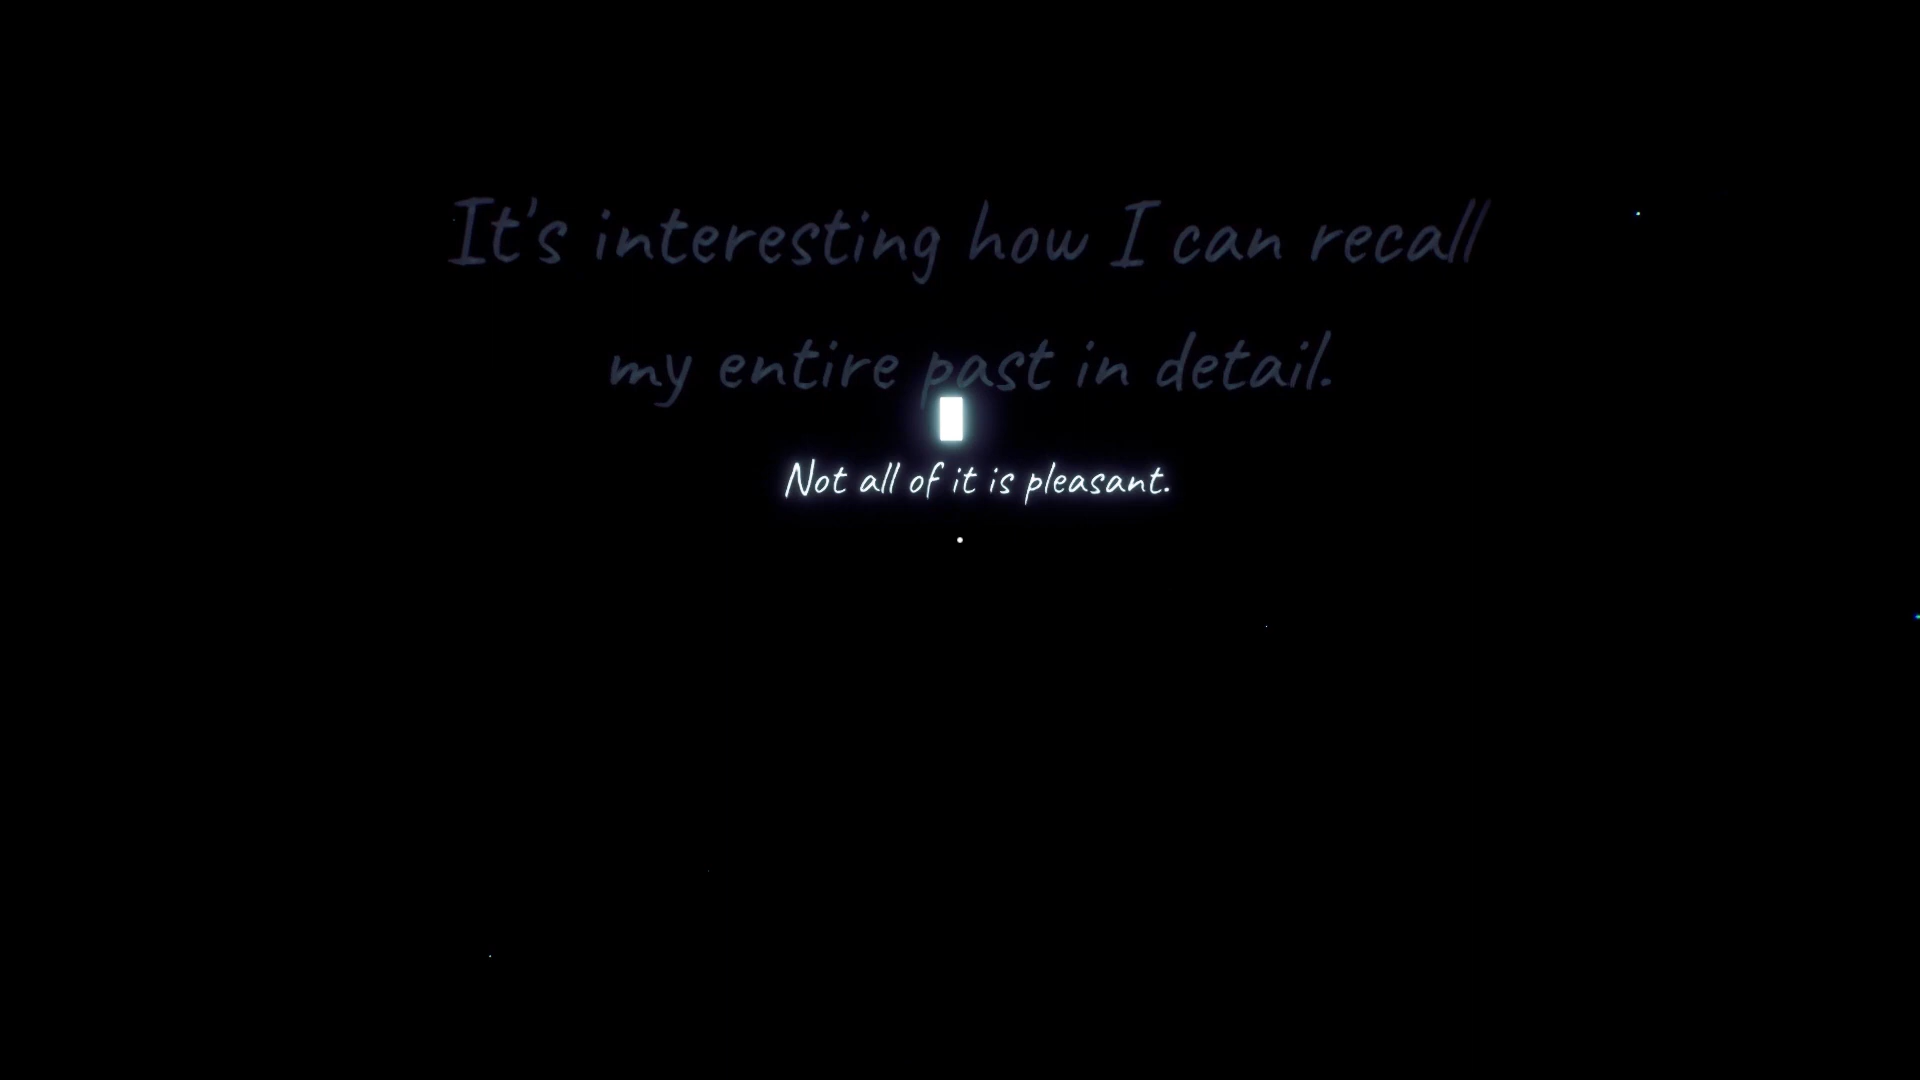 It's interesting how I can recall
my entire past in detail.
Not all of it is pleasant.